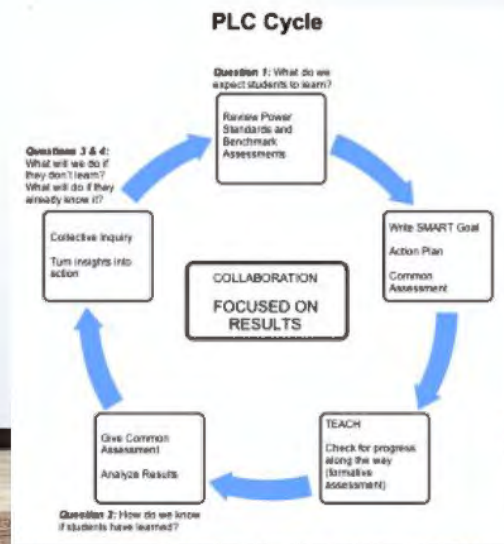 PLC Cycle
Question 1: What do we
expect students to learn?
Review Power
Standards and
Benchmark
Assessments
Write SMART Goal
Action Plan
Common
Assessment
TEACH
Check for progress
along the way
(formative
assessment)
Give Common
Assessment
Analyze Results
Question 2: How do we know
if students have learned?
Collective Inquiry
Turn insights into
action
Questions 3 & 4:
What will we do if
they don't learn?
What will do if they
already know it?
COLLABORATION
FOCUSED ON
RESULTS